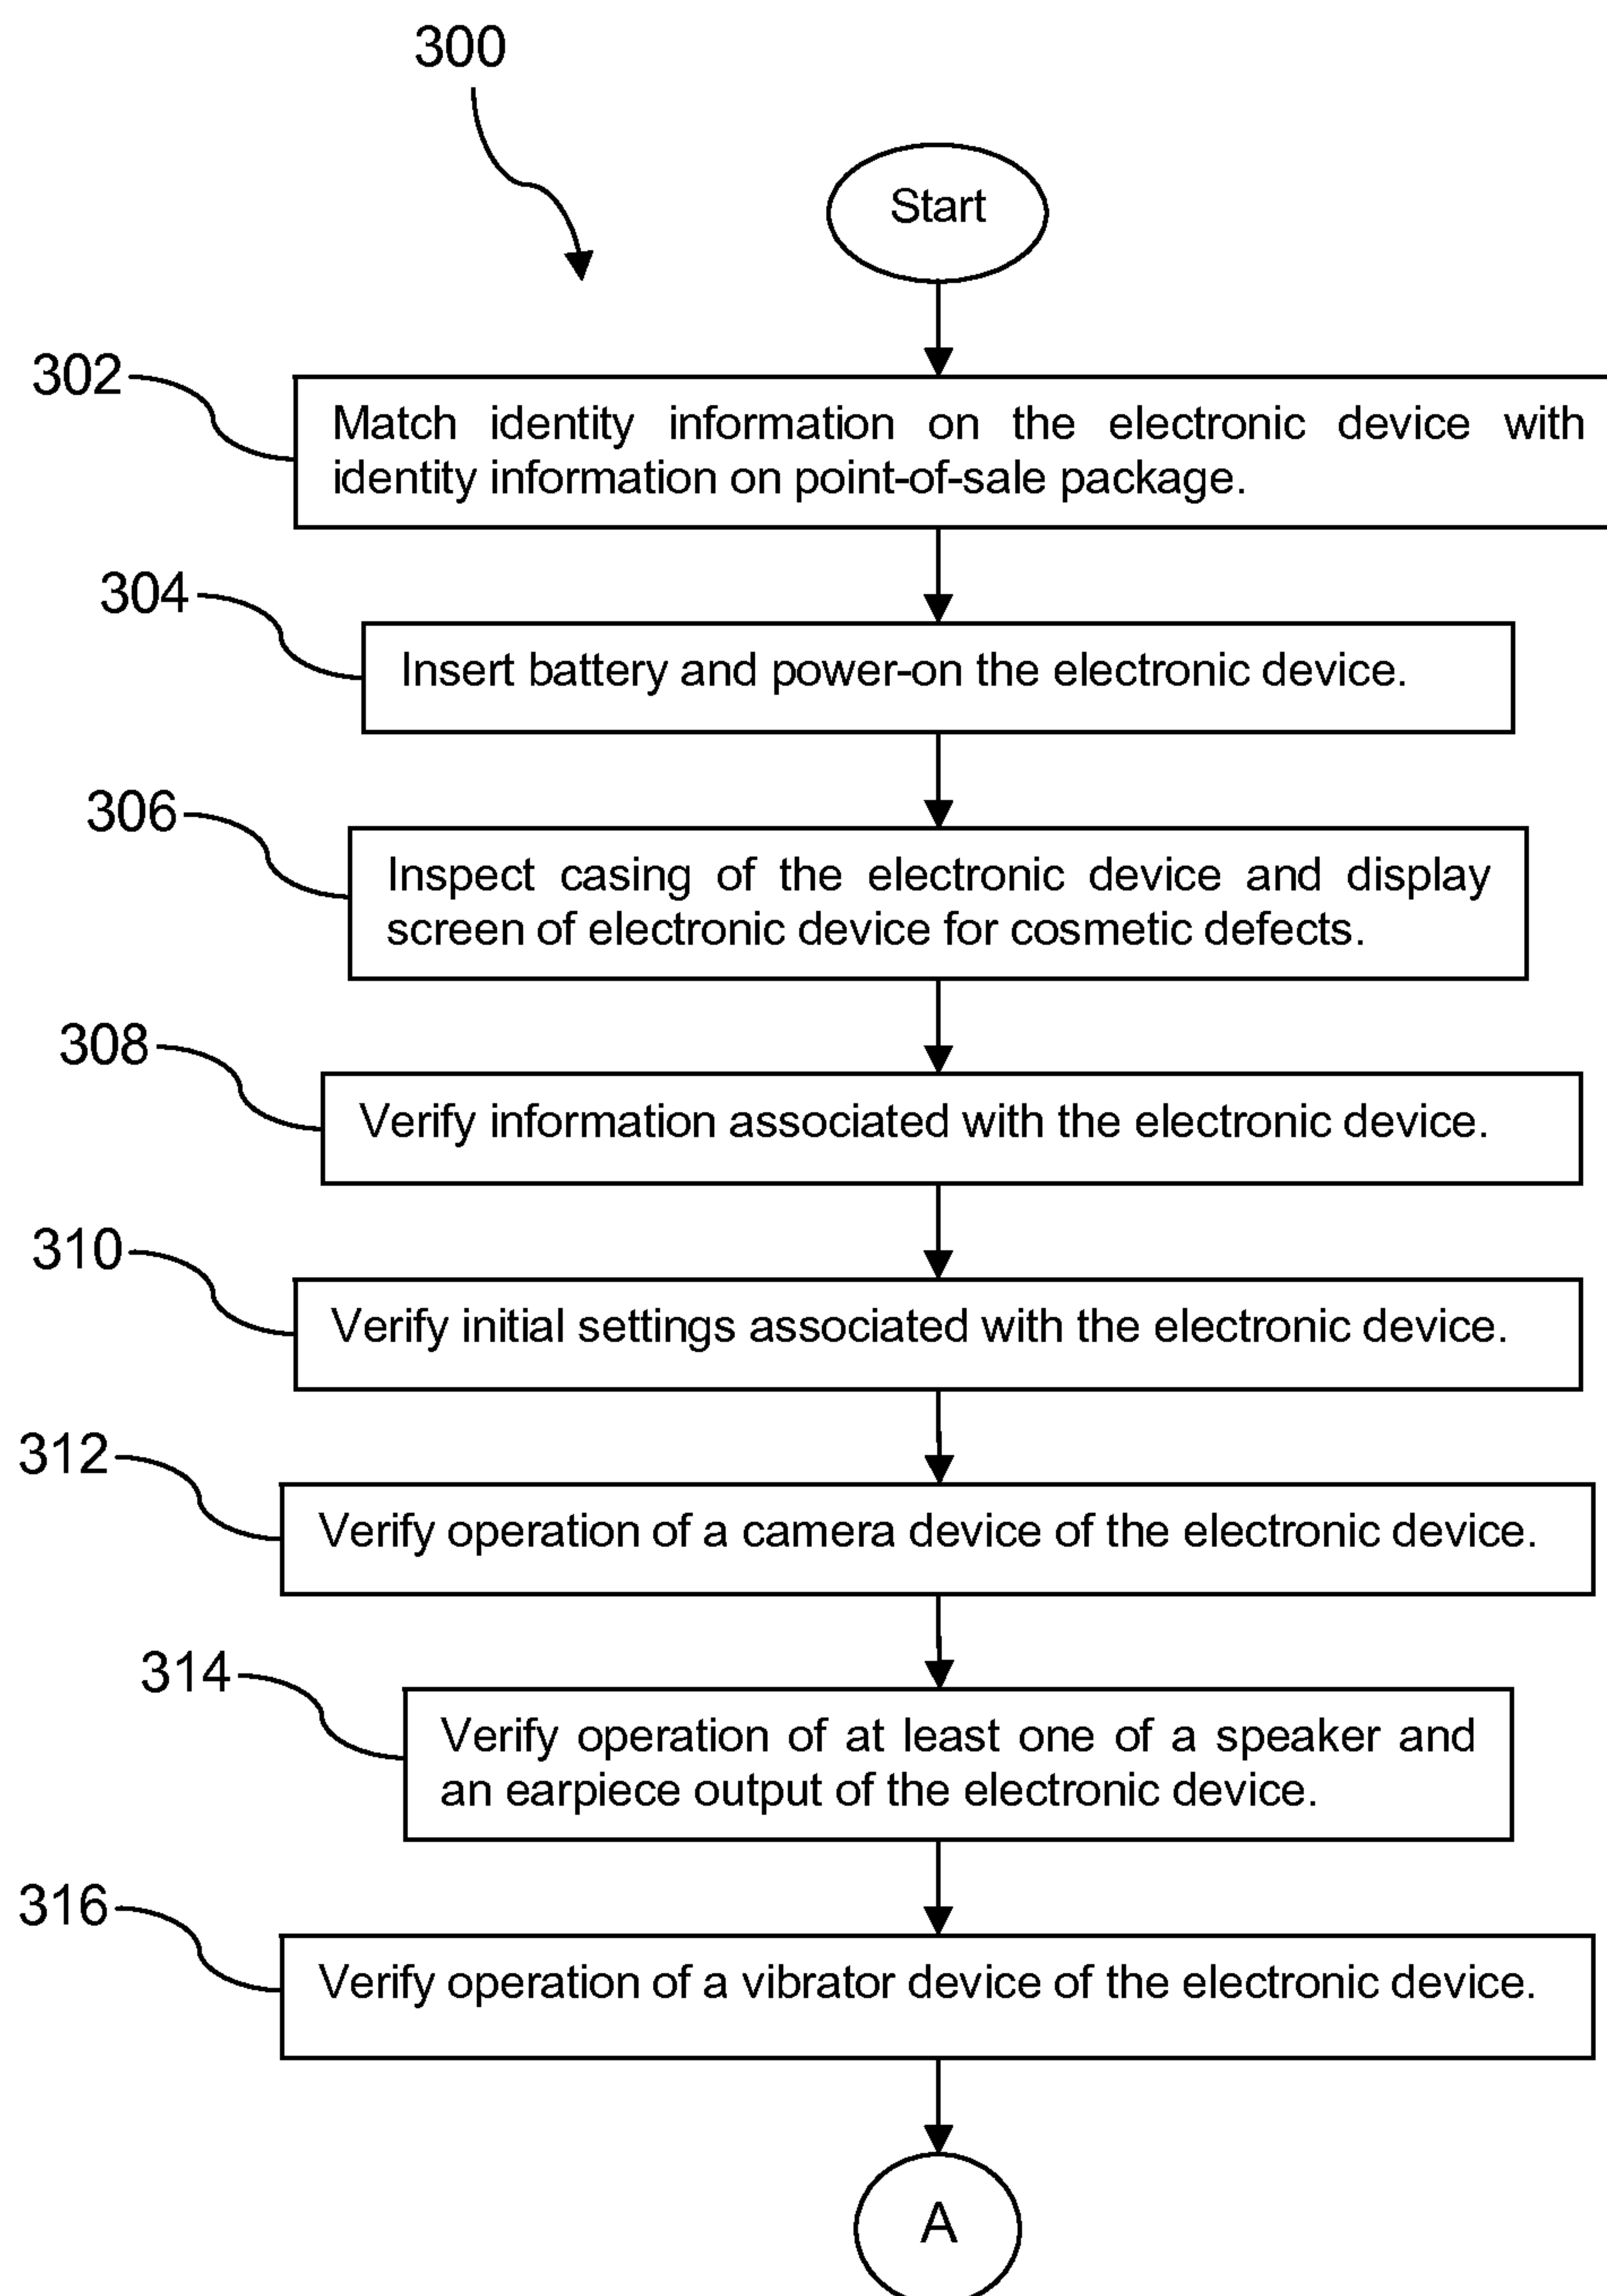 300
Start
302
Match identity information on the electronic device with
identity information on point-of-sale package.
304
Insert battery and power-on the electronic device.
306
Inspect casing of the electronic device and display
screen of electronic device for cosmetic defects.
308
Verify information associated with the electronic device.
310
Verify initial settings associated with the electronic device.
312
Verify operation of a camera device of the electronic device.
314
Verify operation of at least one of a speaker and
an earpiece output of the electronic device.
316
Verify operation of a vibrator device of the electronic device.
A